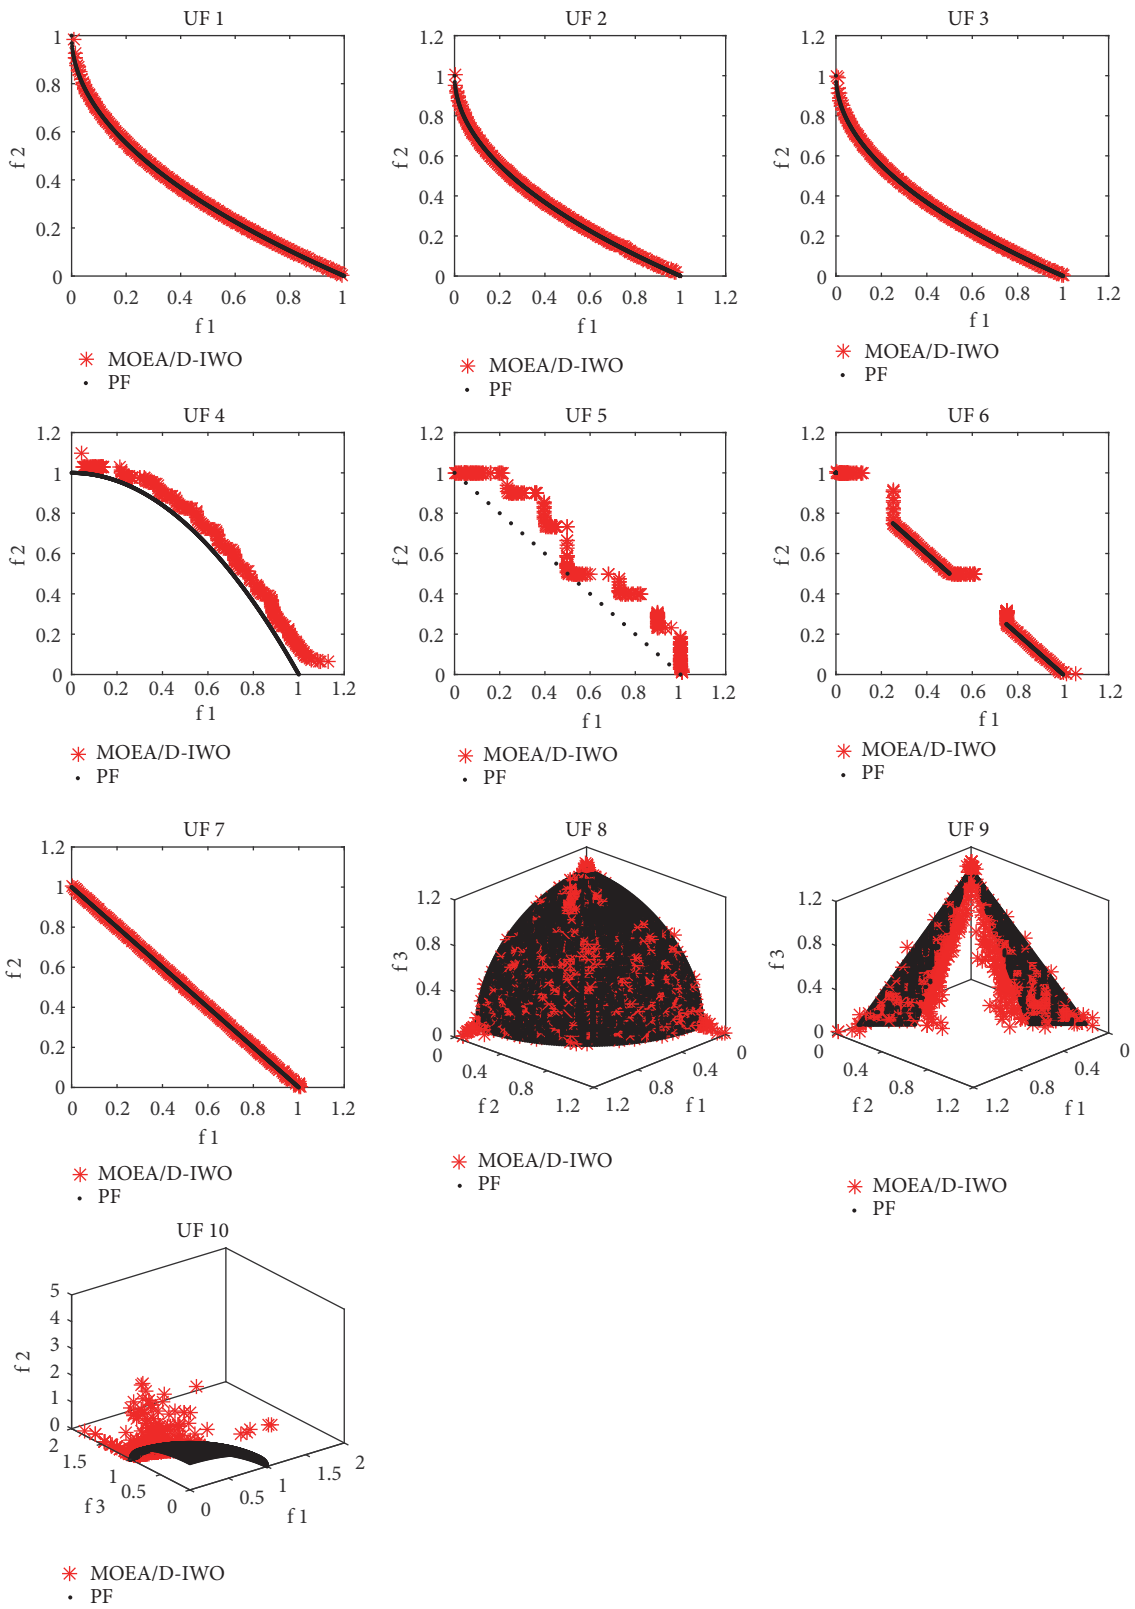 UF 1
1
0.8
0.6
0.4
0.2
0
f 2
0 0.2 0.4 0.6 0.8 1
f 1
MOEA/D-IWO
PF
UF 2
1.2
1
0.8
0.6
0.4
0.2
0
f 2
0 0.2 0.4 0.6 0.8 1 1.2
f 1
MOEA/D-IWO
PF
UF 3
1.2
1
0.8
0.6
0.4
0.2
0
f 2
0 0.2 0.4 0.6 0.8 1 1.2
f 1
MOEA/D-IWO
PF
UF 4
1.2
1
0.8
0.6
0.4
0.2
0
f 2
0 0.2 0.4 0.6 0.8 1 1.2
f 1
MOEA/D-IWO
PF
UF 5
1.2
1
0.8
0.6
0.4
0.2
0
f 2
0 0.2 0.4 0.6 0.8 1 1.2
f 1
MOEA/D-IWO
PF
UF 6
1.2
1
0.8
0.6
0.4
0.2
0
f 2
0 0.2 0.4 0.6 0.8 1 1.2
f 1
MOEA/D-IWO
PF
UF 7
1.2
1
0.8
0.6
0.4
0.2
0
f 2
0 0.2 0.4 0.6 0.8 1 1.2
f 1
MOEA/D-IWO
PF
UF 8
1.2
0.8
0.4
0
f 3
0 0.4 0.8 1.2
f 2
1.2 0.8 0.4 0
f 1
MOEA/D-IWO
PF
UF 9
1.2
0.8
0.4
0
f 3
0 0.4 0.8 1.2
f 2
1.2 0.8 0.4 0
f 1
MOEA/D-IWO
PF
UF 10
5
4
3
2
1
0
f 2
2 1.5 1 0.5 0
f 3
0 0.5 1 1.5 2
f 1
MOEA/D-IWO
PF